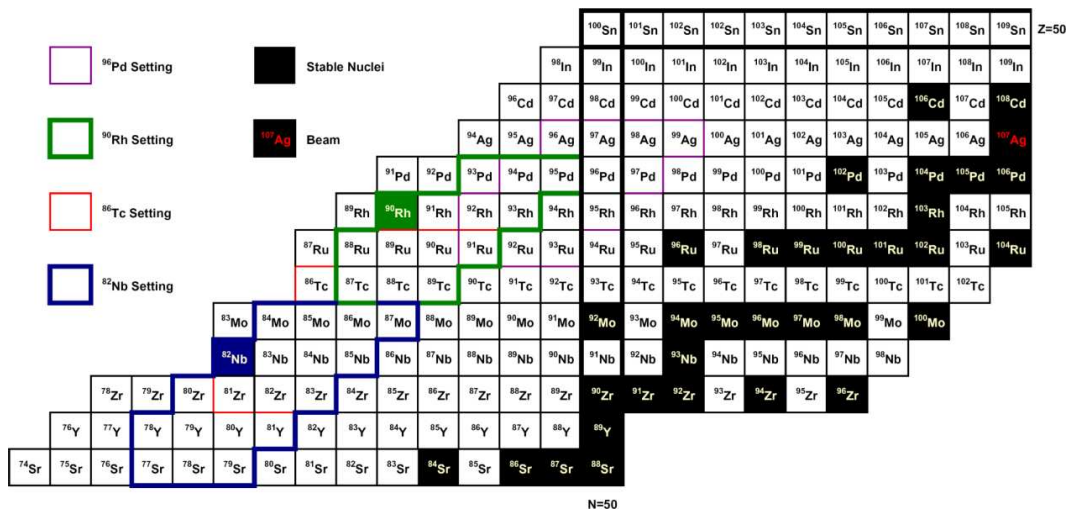 ¹⁰⁰Sn ¹⁰¹Sn ¹⁰²Sn ¹⁰³Sn ¹⁰²Sn ¹⁰⁵Sn ¹⁰⁶Sn ¹⁰⁷Sn ¹⁰⁸Sn ¹⁰⁹Sn Z=50
⁹⁶Pd Setting
Stable Nuclei
⁹⁸In ⁹⁹In ¹⁰⁰In ¹⁰¹In ¹⁰²In ¹⁰³In ¹⁰⁴In ¹⁰⁵In ¹⁰⁶In ¹⁰⁷In ¹⁰⁸In ¹⁰⁹In
⁹⁶Cd ⁹⁷Cd ⁹⁸Cd ⁹⁹Cd ¹⁰⁰Cd ¹⁰¹Cd ¹⁰²Cd ¹⁰³Cd ¹⁰⁴Cd ¹⁰⁵Cd ¹⁰⁶Cd ¹⁰⁷Cd ¹⁰⁸Cd
⁹⁰Rh Setting
¹⁰⁷Ag Beam
⁹⁴Ag ⁹⁵Ag ⁹⁶Ag ⁹⁷Ag ⁹⁸Ag ⁹⁹Ag ¹⁰⁰Ag ¹⁰¹Ag ¹⁰²Ag ¹⁰³Ag ¹⁰⁴Ag ¹⁰⁵Ag ¹⁰⁶Ag ¹⁰⁷Ag
⁹¹Pd ⁹²Pd ⁹³Pd ⁹⁴Pd ⁹⁵Pd ⁹⁶Pd ⁹⁷Pd ⁹⁸Pd ⁹⁹Pd ¹⁰⁰Pd ¹⁰¹Pd ¹⁰²Pd ¹⁰³Pd ¹⁰⁴Pd ¹⁰⁵Pd ¹⁰⁶Pd
⁸⁶Tc Setting
⁸⁹Rh ⁹⁰Rh ⁹¹Rh ⁹²Rh ⁹³Rh ⁹⁴Rh ⁹⁵Rh ⁹⁶Rh ⁹⁷Rh ⁹⁸Rh ⁹⁹Rh ¹⁰⁰Rh ¹⁰¹Rh ¹⁰²Rh ¹⁰³Rh ¹⁰⁴Rh ¹⁰⁵Rh
⁸⁷Ru ⁸⁸Ru ⁸⁹Ru ⁹⁰Ru ⁹¹Ru ⁹²Ru ⁹³Ru ⁹⁴Ru ⁹⁵Ru ⁹⁶Ru ⁹⁷Ru ⁹⁸Ru ⁹⁹Ru ¹⁰⁰Ru ¹⁰¹Ru ¹⁰²Ru ¹⁰³Ru ¹⁰⁴Ru
⁸²Nb Setting
⁸⁶Tc ⁸⁷Tc ⁸⁸Tc ⁸⁹Tc ⁹⁰Tc ⁹¹Tc ⁹²Tc ⁹³Tc ⁹⁴Tc ⁹⁵Tc ⁹⁶Tc ⁹⁷Tc ⁹⁸Tc ⁹⁹Tc ¹⁰⁰Tc ¹⁰¹Tc ¹⁰²Tc
⁸³Mo ⁸⁴Mo ⁸⁵Mo ⁸⁶Mo ⁸⁷Mo ⁸⁸Mo ⁸⁹Mo ⁹⁰Mo ⁹¹Mo ⁹²Mo ⁹³Mo ⁹⁴Mo ⁹⁵Mo ⁹⁶Mo ⁹⁷Mo ⁹⁸Mo ⁹⁹Mo ¹⁰⁰Mo
⁸²Nb ⁸³Nb ⁸⁴Nb ⁸⁵Nb ⁸⁶Nb ⁸⁷Nb ⁸⁸Nb ⁸⁹Nb ⁹⁰Nb ⁹¹Nb ⁹²Nb ⁹³Nb ⁹⁴Nb ⁹⁵Nb ⁹⁶Nb ⁹⁷Nb ⁹⁸Nb
⁷⁸Zr ⁷⁹Zr ⁸⁰Zr ⁸¹Zr ⁸²Zr ⁸³Zr ⁸⁴Zr ⁸⁵Zr ⁸⁶Zr ⁸⁷Zr ⁸⁸Zr ⁸⁹Zr ⁹⁰Zr ⁹¹Zr ⁹²Zr ⁹³Zr ⁹⁴Zr ⁹⁵Zr ⁹⁶Zr
⁷⁶Y ⁷⁷Y ⁷⁸Y ⁷⁹Y ⁸⁰Y ⁸¹Y ⁸²Y ⁸³Y ⁸⁴Y ⁸⁵Y ⁸⁶Y ⁸⁷Y ⁸⁸Y ⁸⁹Y
⁷⁴Sr ⁷⁵Sr ⁷⁶Sr ⁷⁷Sr ⁷⁸Sr ⁷⁹Sr ⁸⁰Sr ⁸¹Sr ⁸²Sr ⁸³Sr ⁸⁴Sr ⁸⁵Sr ⁸⁶Sr ⁸⁷Sr ⁸⁸Sr
N=50